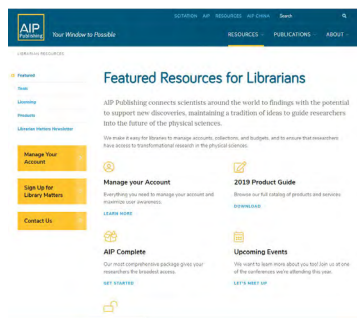 SCITATION AIP RESOURCES AIP CHINA Search
AIP
Publishing
Your Window to Possible
RESOURCES PUBLICATIONS ABOUT
LIBRARIAN RESOURCES
Featured
Tools
Licensing
Products
Librarian Matters Newsletter
Manage Your
Account
Sign Up for
Library Matters
Contact Us
Featured Resources for Librarians
AIP Publishing connects scientists around the world to findings with the potential
to support new discoveries, maintaining a tradition of ideas to guide researchers
into the future of the physical sciences.
We make it easy for libraries to manage accounts, collections, and budgets, and to ensure that researchers
have access to transformational research in the physical sciences.
Manage your Account
Everything you need to manage your account and
maximize user awareness.
LEARN MORE
2019 Product Guide
Browse our full catalog of products and services.
DOWNLOAD
AIP Complete
Our most comprehensive package gives your
researchers the broadest access.
GET STARTED
Upcoming Events
We want to learn more about you too! Join us at one
of the conferences we're attending this year.
LET'S MEET UP